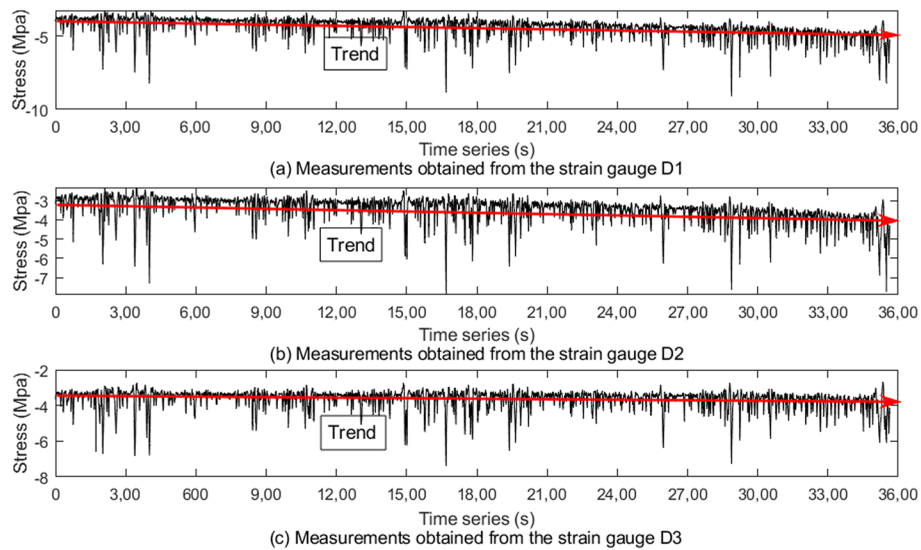 Stress (Mpa)
-5
-10
Trend
0 3,00 6,00 9,00 12,00 15,00 18,00 21,00 24,00 27,00 30,00 33,00 36,00
Time series (s)
(a) Measurements obtained from the strain gauge D1
Stress (Mpa)
-3
-4
-5
-6
-7
Trend
0 3,00 6,00 9,00 12,00 15,00 18,00 21,00 24,00 27,00 30,00 33,00 36,00
Time series (s)
(b) Measurements obtained from the strain gauge D2
Stress (Mpa)
-2
-4
-6
-8
Trend
0 3,00 6,00 9,00 12,00 15,00 18,00 21,00 24,00 27,00 30,00 33,00 36,00
Time series (s)
(c) Measurements obtained from the strain gauge D3